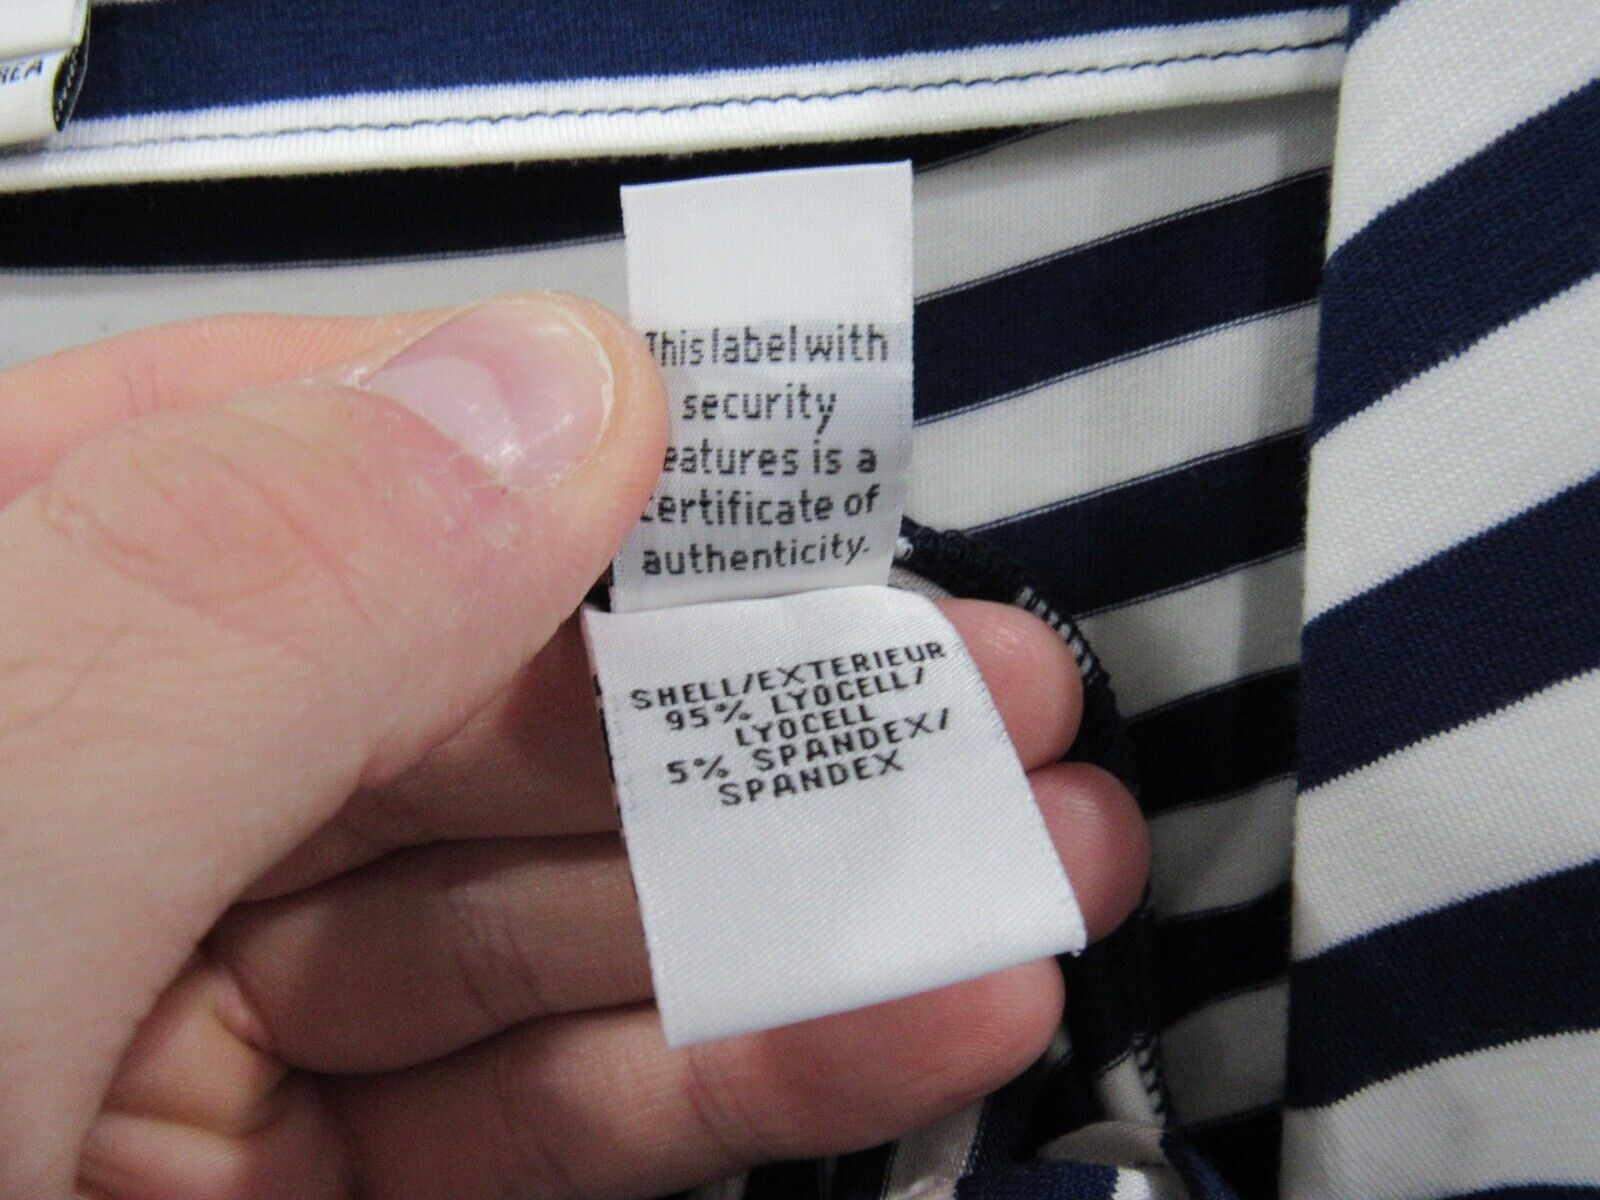 This label with
security
eatures is a
certificate of
authenticity.
SHELL/EXTERIEUR
95% LYOCELL/
LYOCELL
5% SPANDEX/
SPANDEX